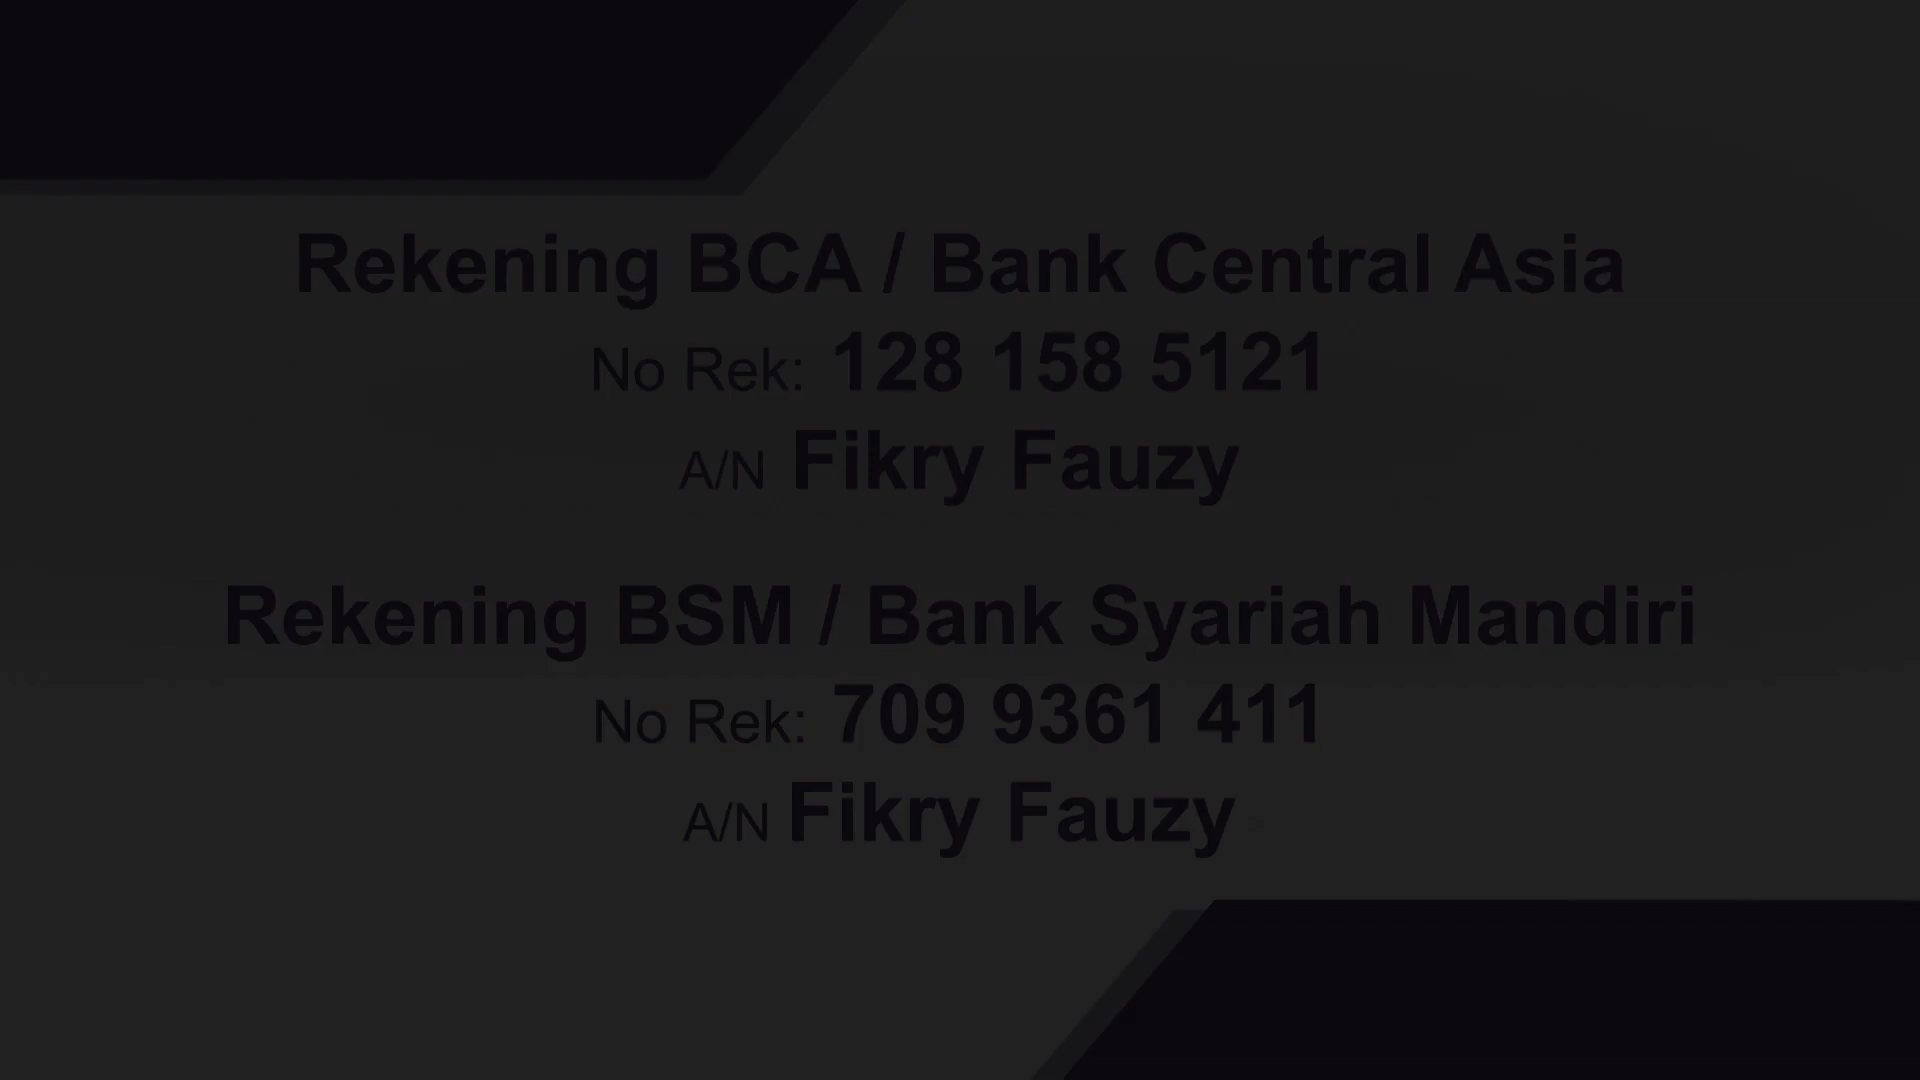 Rekening BCA / Bank Central Asia
No Rek: 128 158 5121
A/N Fikry Fauzy
Rekening BSM / Bank Syariah Mandiri
No Rek: 709 9361 411
A/N Fikry Fauzy